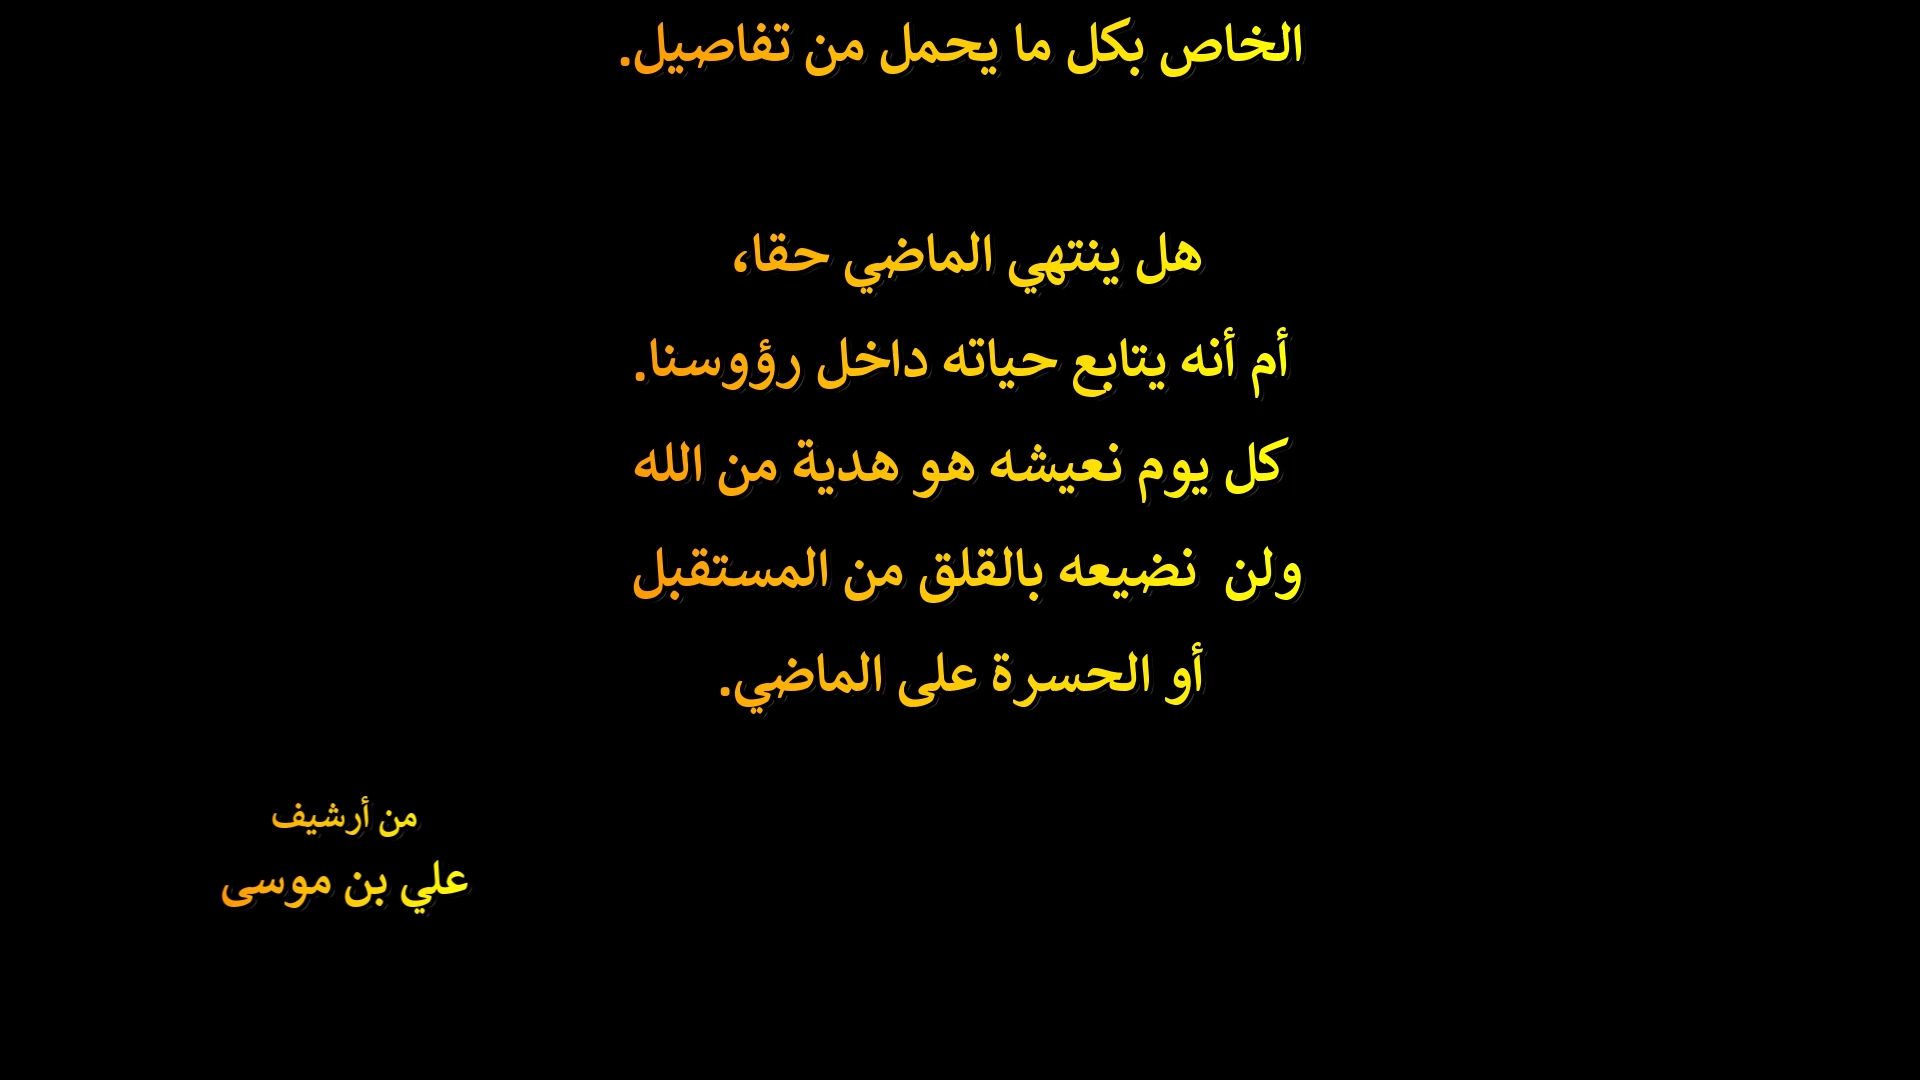 الخاص بكل ما يحمل من تفاصيل.
هل ينتهي الماضي حقا،
أم أنه يتابع حياته داخل رؤوسنا.
كل يوم نعيشه هو هدية من الله
ولن  نضيعه بالقلق من المستقبل
أو الحسرة على الماضي.
من أرشيف
علي بن موسى